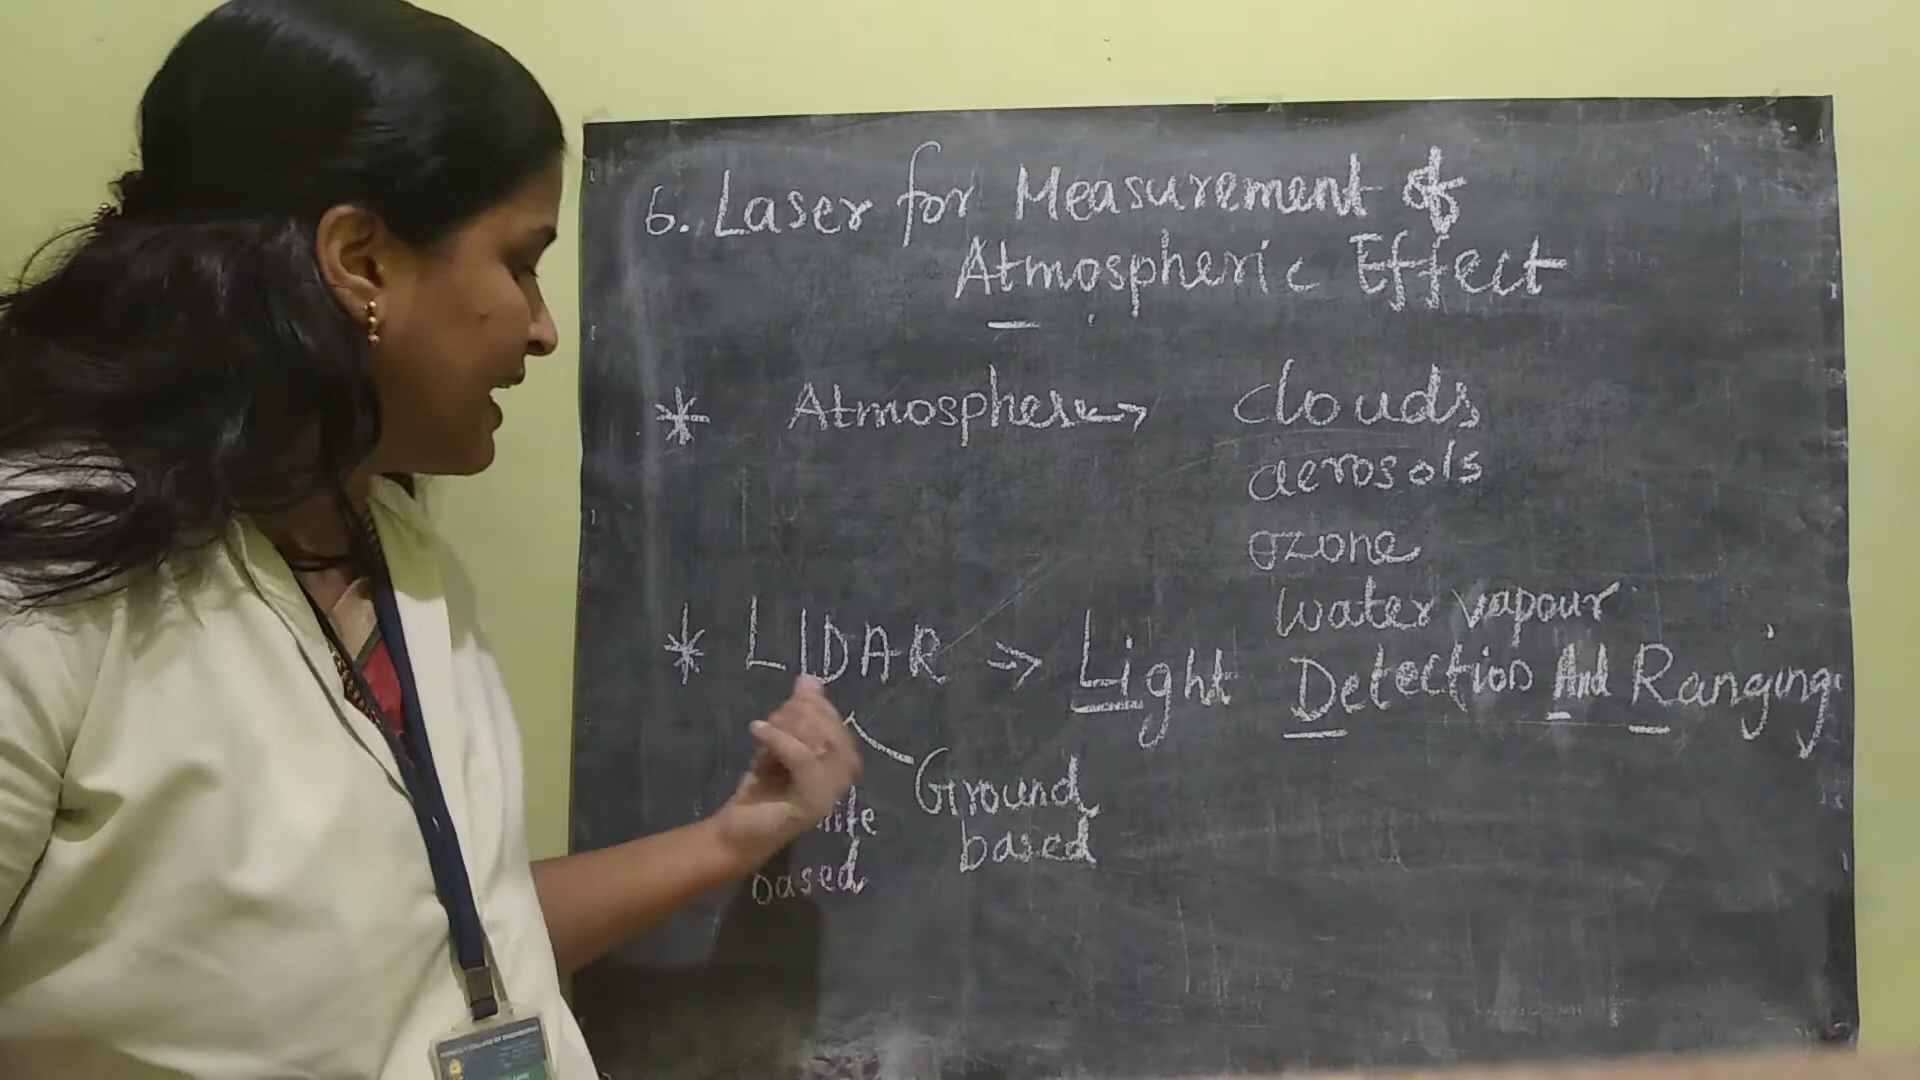 6. Laser for Measurement of
Atmospheric Effect
* Atmosphere → clouds
aerosols
ozone
water vapour
* LIDAR => Light Detection And Ranging
Ground
based
based